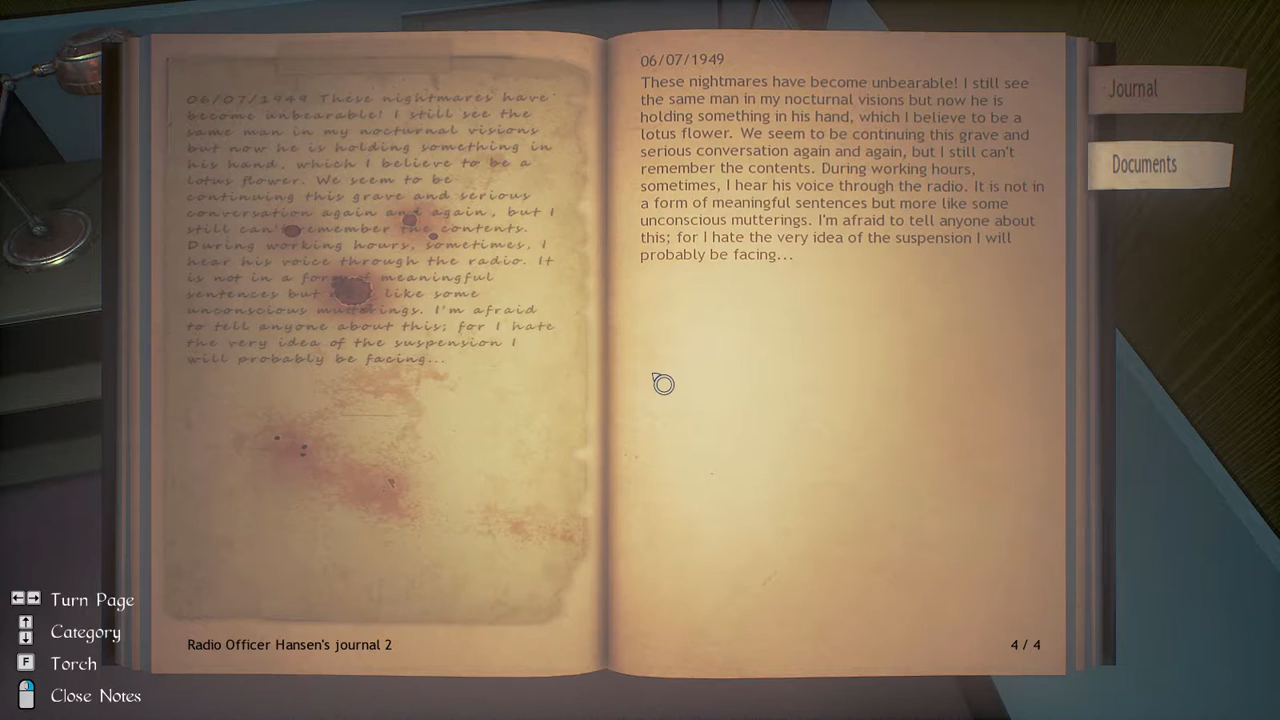 06/07/1949 These nightmares have
become unbearable! I still see the
same man in my nocturnal visions
but now he is holding something in
his hand, which I believe to be a
lotus flower. We seem to be
continuing this grave and serious
conversation again and again, but I
still can't remember the contents.
During working hours, sometimes, I
hear his voice through the radio. It
is not in a form of meaningful
sentences but like some
unconscious mutterings. I'm afraid
to tell anyone about this; for I hate
the very idea of the suspension I
will probably be facing...
Radio Officer Hansen's journal 2
06/07/1949
These nightmares have become unbearable! I still see
the same man in my nocturnal visions but now he is
holding something in his hand, which I believe to be a
lotus flower. We seem to be continuing this grave and
serious conversation again and again, but I still can't
remember the contents. During working hours,
sometimes, I hear his voice through the radio. It is not in
a form of meaningful sentences but more like some
unconscious mutterings. I'm afraid to tell anyone about
this; for I hate the very idea of the suspension I will
probably be facing...
4 / 4
Journal
Documents
Turn Page
Category
F Torch
Close Notes